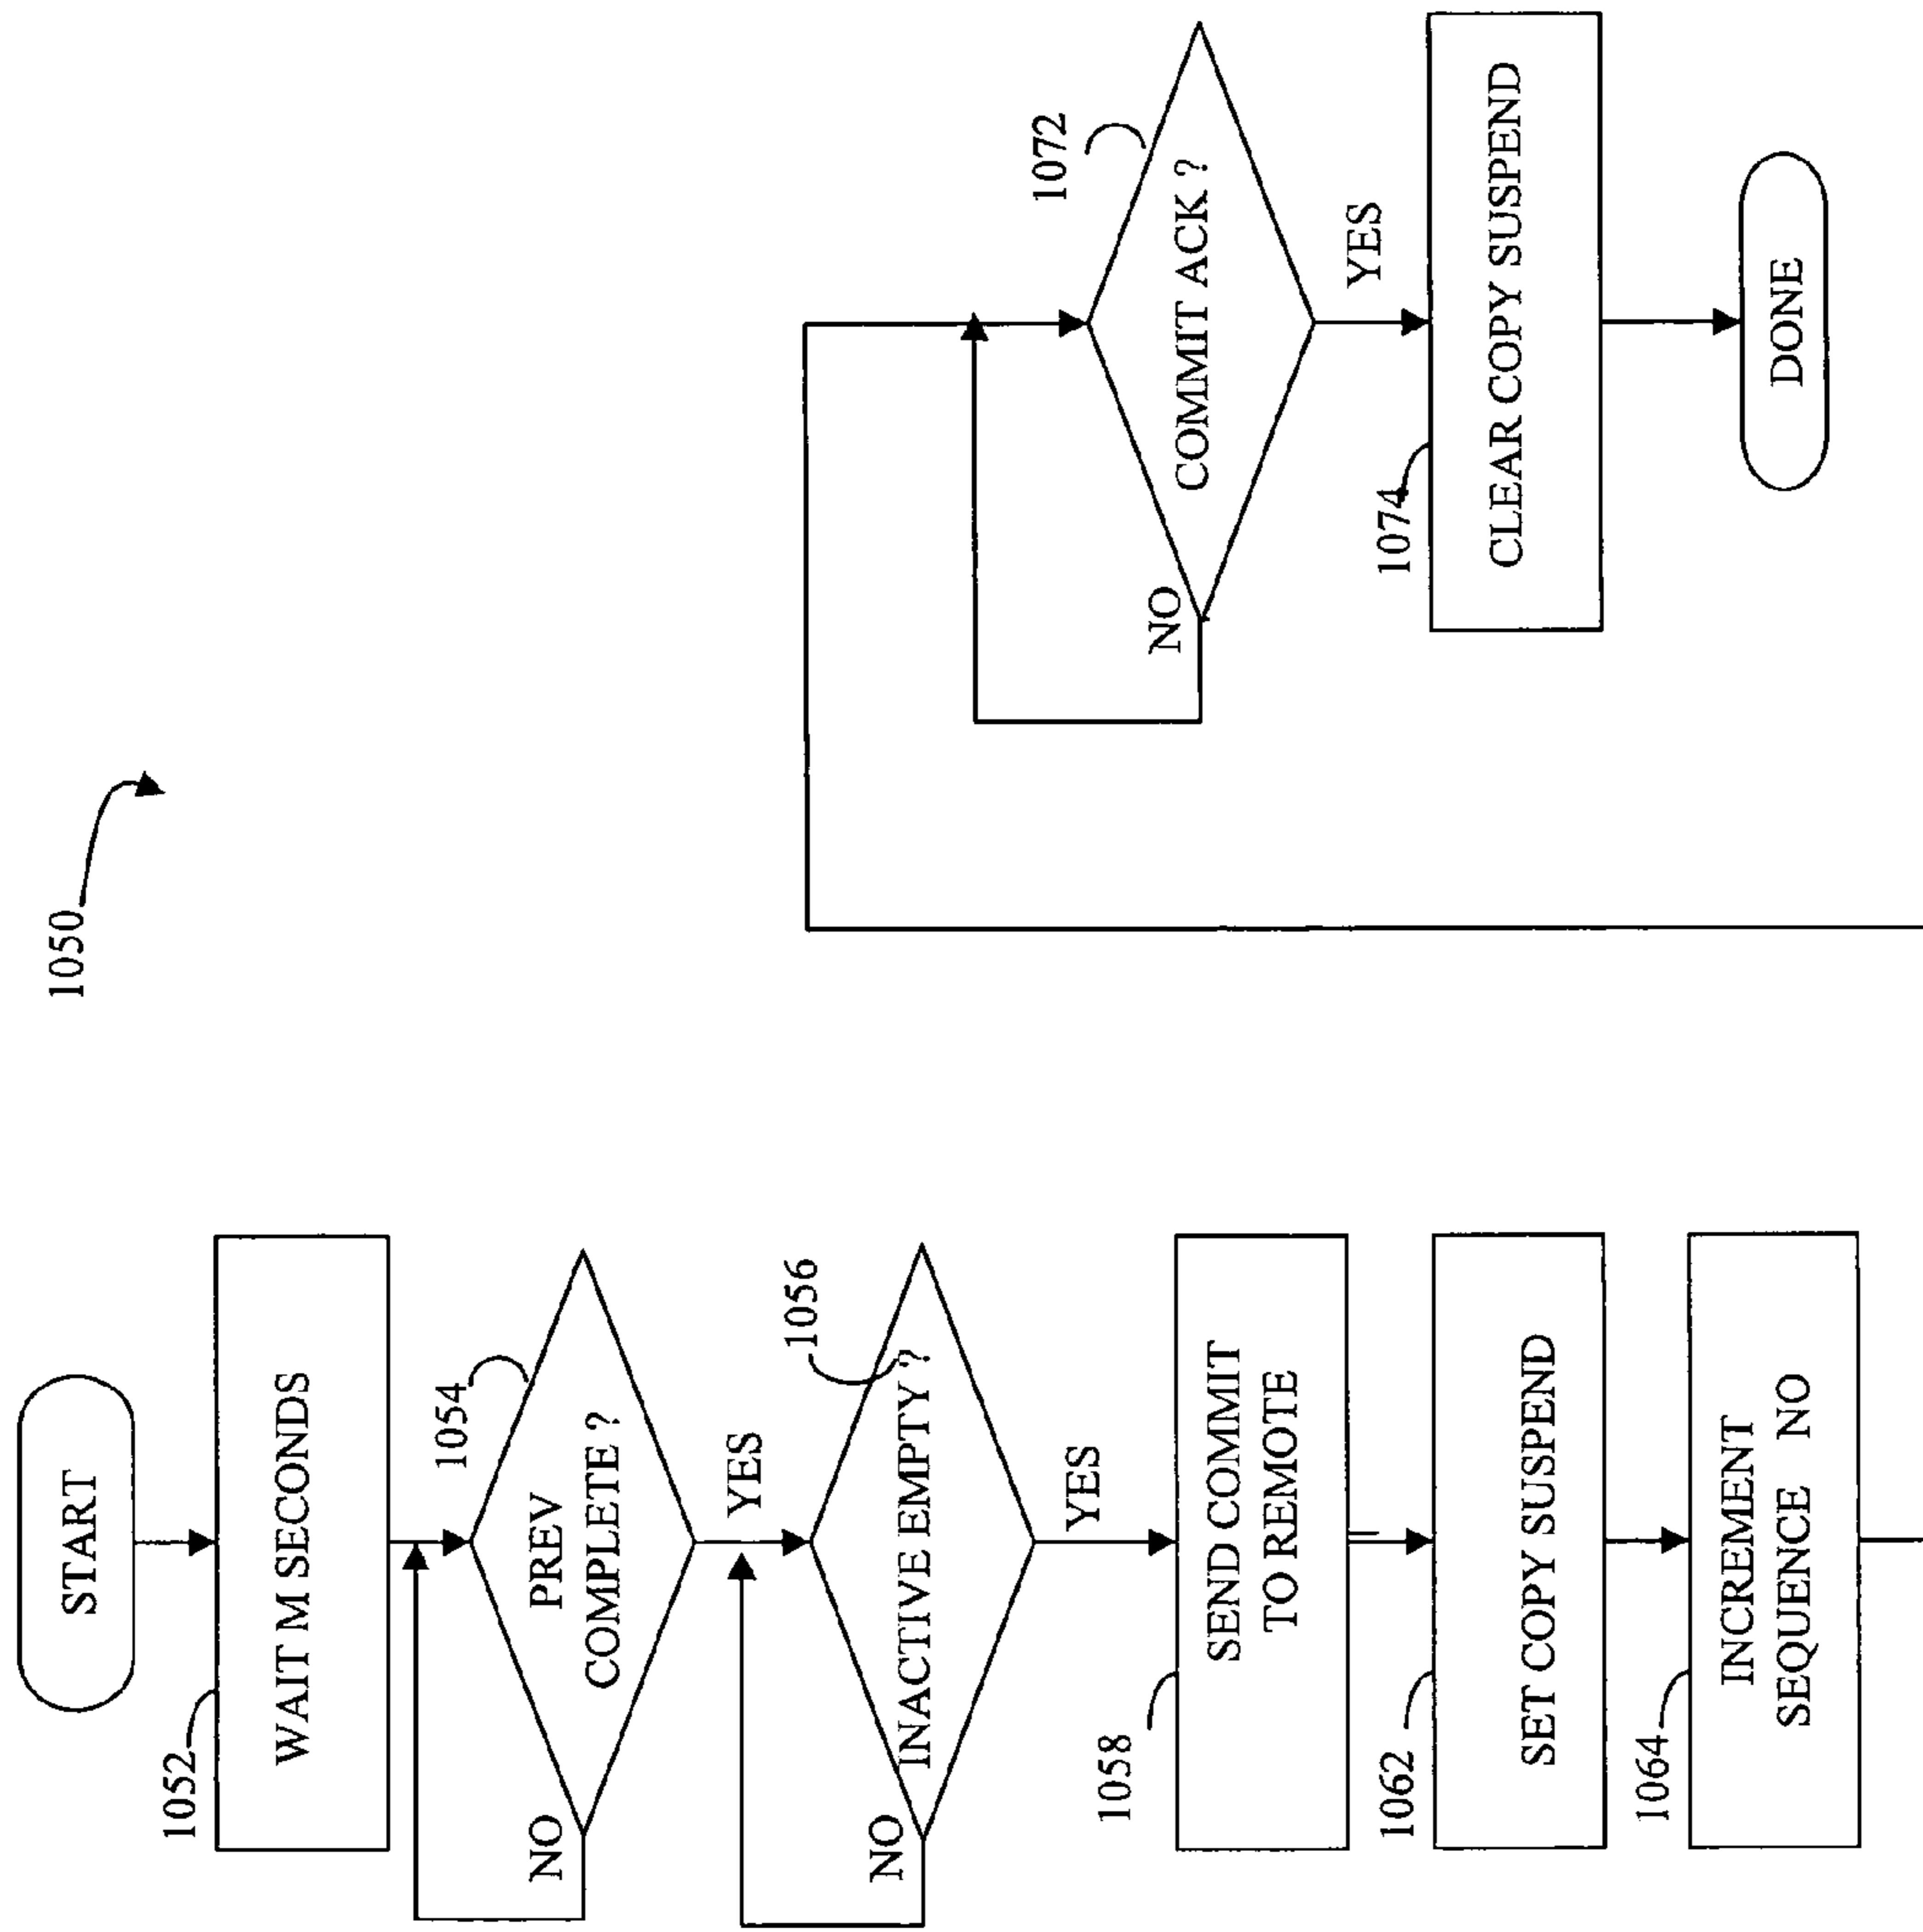 1050
START
1052
WAIT M SECONDS
1054
PREV
COMPLETE ?
NO
YES
1056
INACTIVE EMPTY ?
NO
YES
1058
SEND COMMIT
TO REMOTE
1062
SET COPY SUSPEND
1064
INCREMENT
SEQUENCE NO
1072
COMMIT ACK ?
NO
YES
1074
CLEAR COPY SUSPEND
DONE